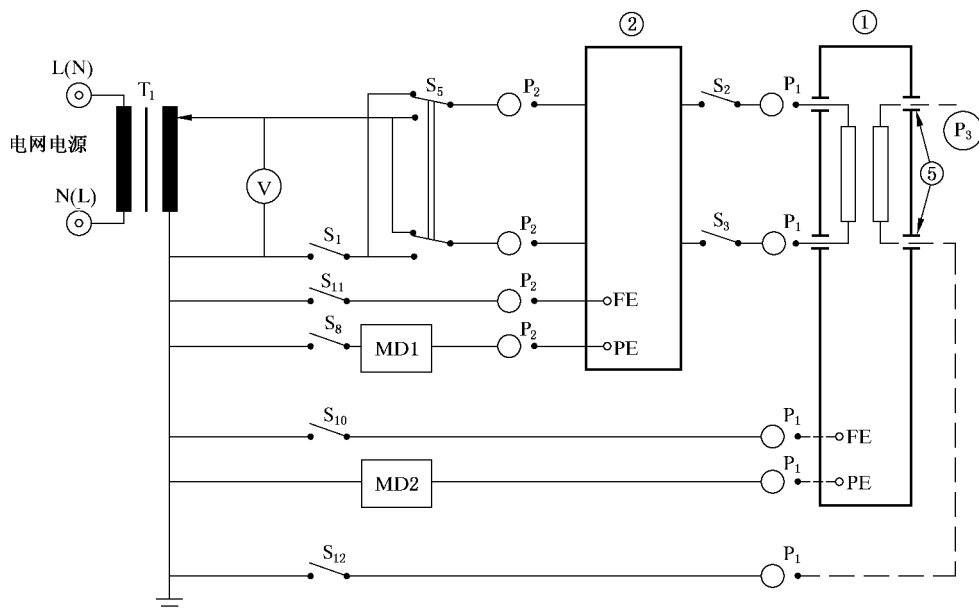 ② ①
L(N) T₁ S₅ P₂ S₂ P₁
电网电源 V P₃
⑤
N(L) S₁ P₂ S₃ P₁
S₁₁ P₂ FE
S₈ MD1 P₂ PE
S₁₀ P₁ FE
MD2 P₁ PE
S₁₂ P₁